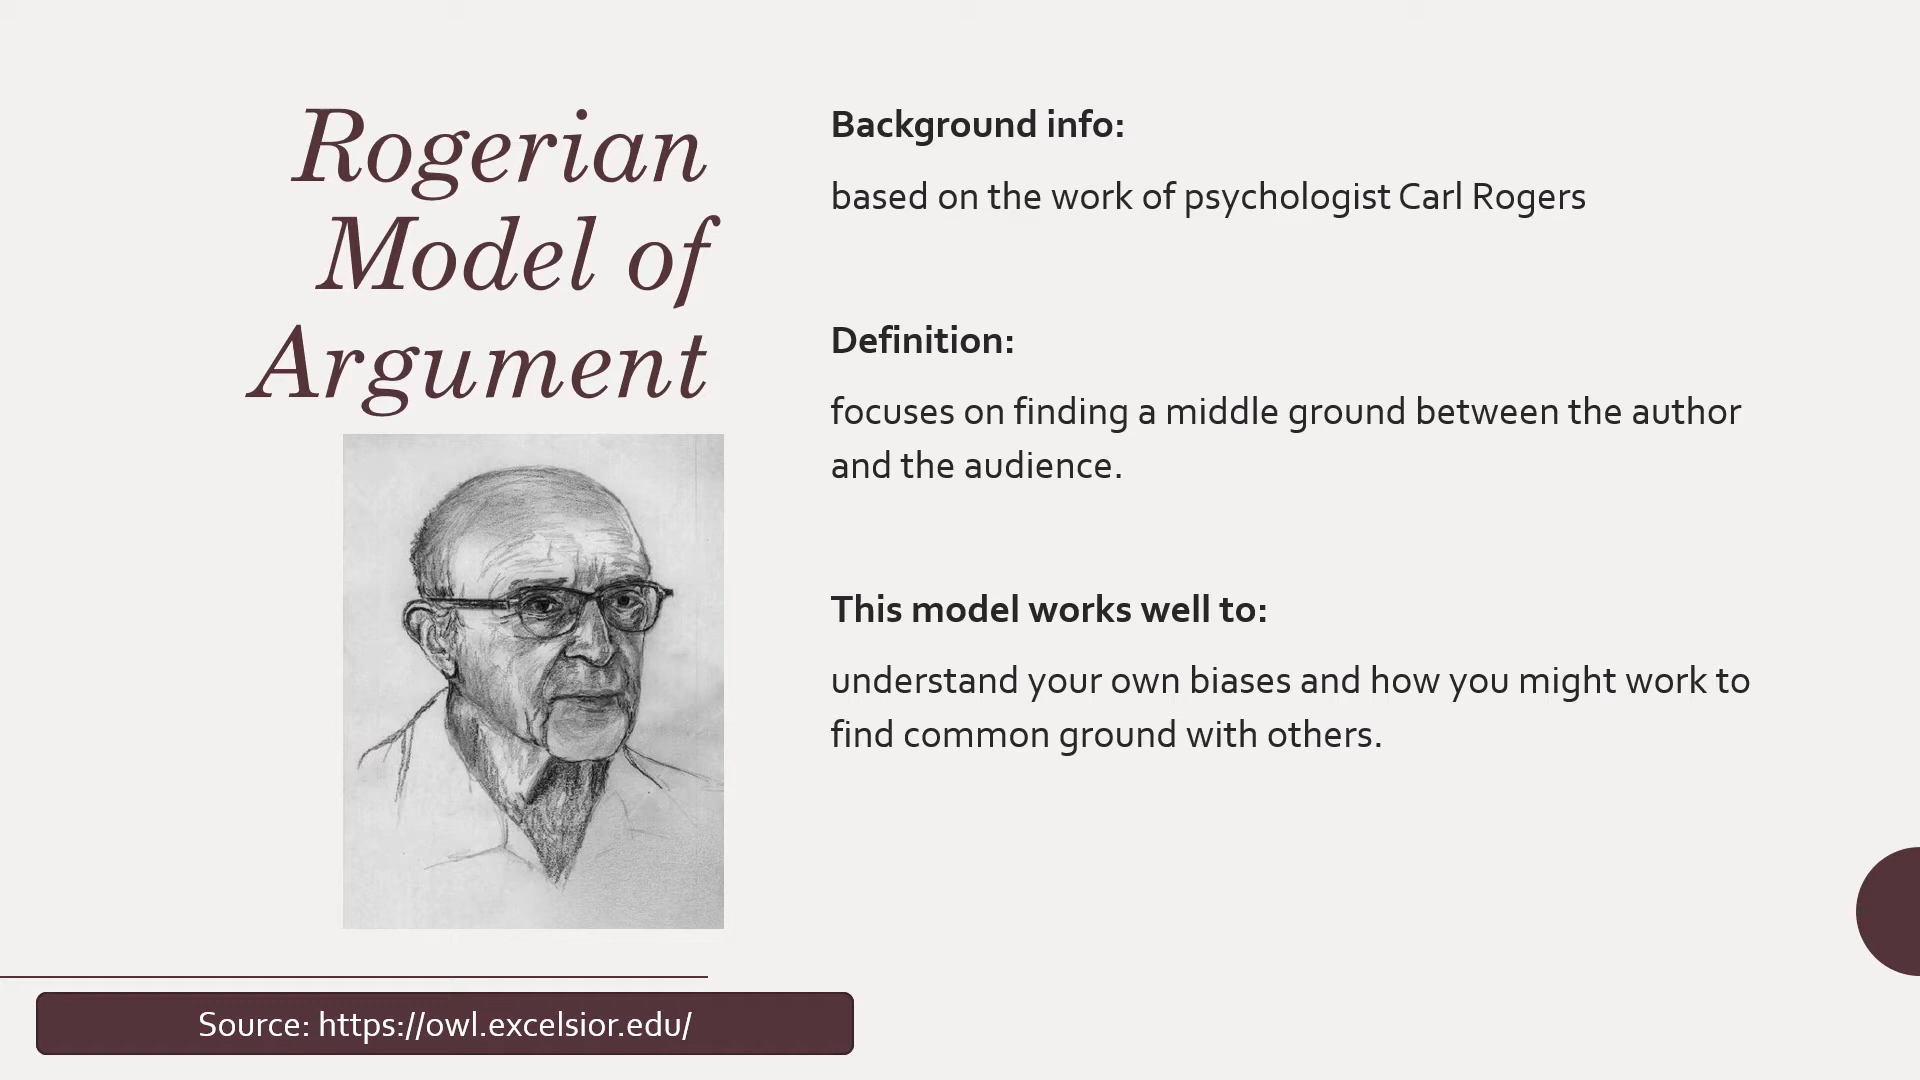 Rogerian
Model of
Argument
Background info:
based on the work of psychologist Carl Rogers
Definition:
focuses on finding a middle ground between the author
and the audience.
This model works well to:
understand your own biases and how you might work to
find common ground with others.
Source: https://owl.excelsior.edu/